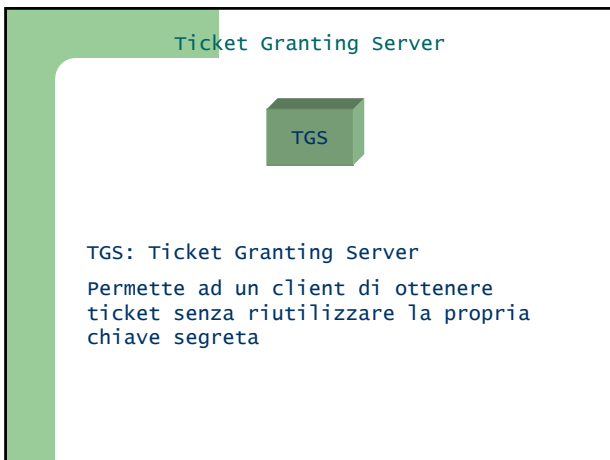 Ticket Granting Server
TGS
TGS: Ticket Granting Server
Permette ad un client di ottenere
ticket senza riutilizzare la propria
chiave segreta